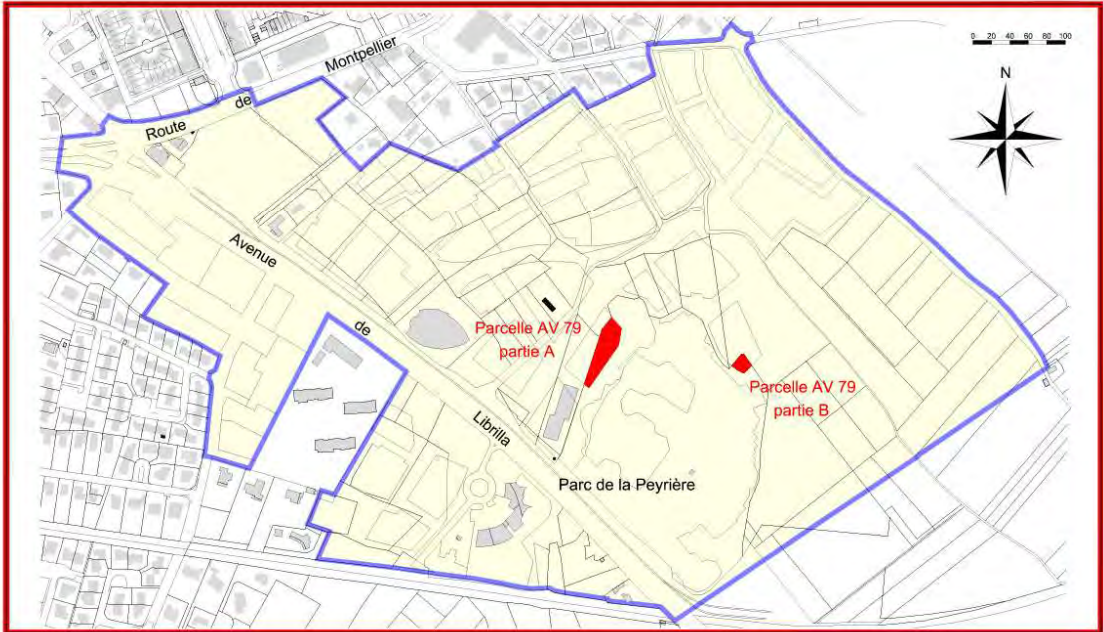 0 20 40 60 80 100
N
Route de Montpellier
Avenue de Librilla
Parcelle AV 79
partie A
Parcelle AV 79
partie B
Parc de la Peyrière